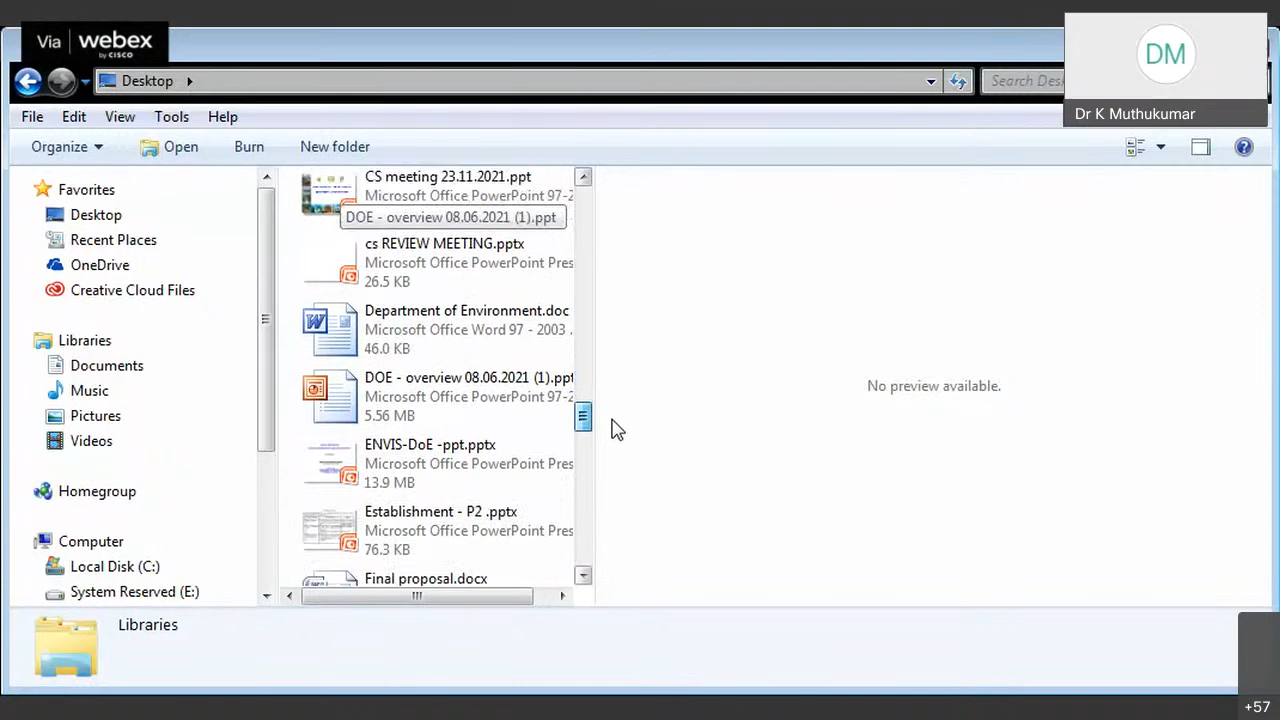 Via webex
by CISCO
DM
Dr K Muthukumar
Desktop
File Edit View Tools Help
Organize Open Burn New folder
Favorites
Desktop
Recent Places
OneDrive
Creative Cloud Files
Libraries
Documents
Music
Pictures
Videos
Homegroup
Computer
Local Disk (C:)
System Reserved (E:)
CS meeting 23.11.2021.ppt
Microsoft Office PowerPoint 97-2
DOE - overview 08.06.2021 (1).ppt
cs REVIEW MEETING.pptx
Microsoft Office PowerPoint Pres
26.5 KB
Department of Environment.doc
Microsoft Office Word 97 - 2003 .
46.0 KB
DOE - overview 08.06.2021 (1).ppt
Microsoft Office PowerPoint 97-2
5.56 MB
ENVIS-DoE -ppt.pptx
Microsoft Office PowerPoint Pres
13.9 MB
Establishment - P2 .pptx
Microsoft Office PowerPoint Pres
76.3 KB
Final proposal.docx
No preview available.
Libraries
+57